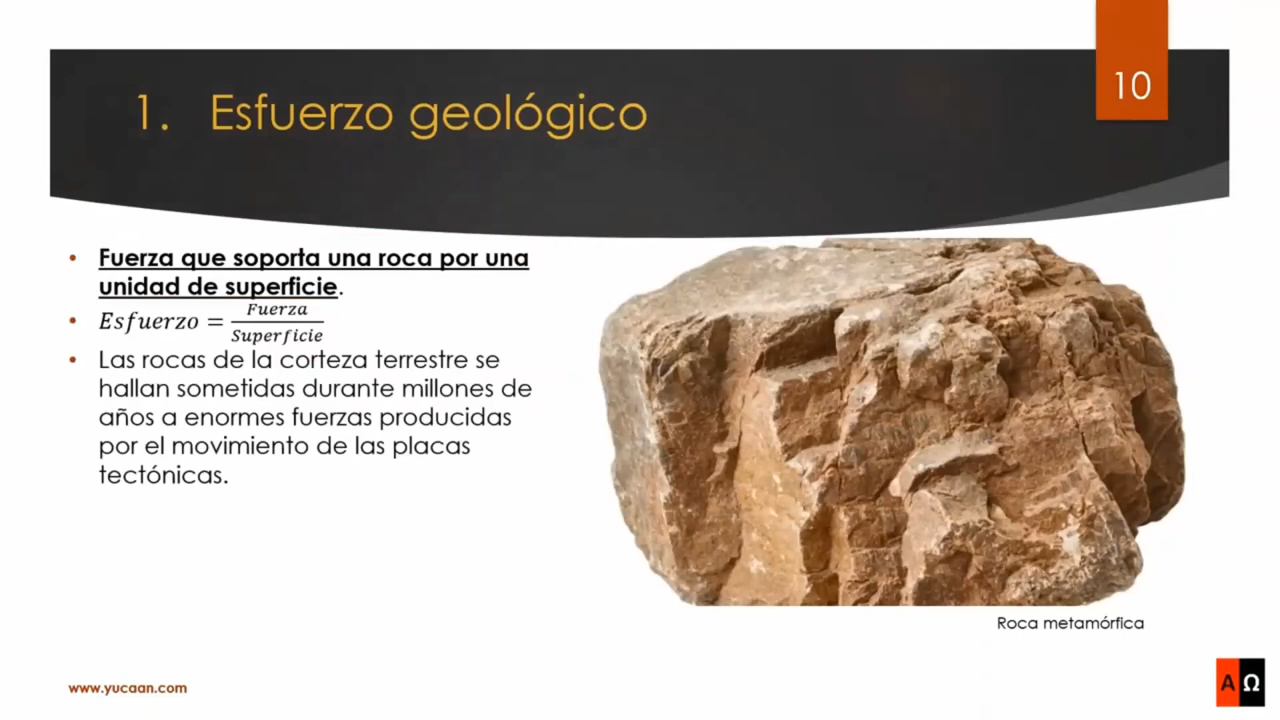 10
1. Esfuerzo geológico
• Fuerza que soporta una roca por una
unidad de superficie.
• Esfuerzo = Fuerza / Superficie
• Las rocas de la corteza terrestre se
hallan sometidas durante millones de
años a enormes fuerzas producidas
por el movimiento de las placas
tectónicas.
Roca metamórfica
www.yucaan.com
A Ω